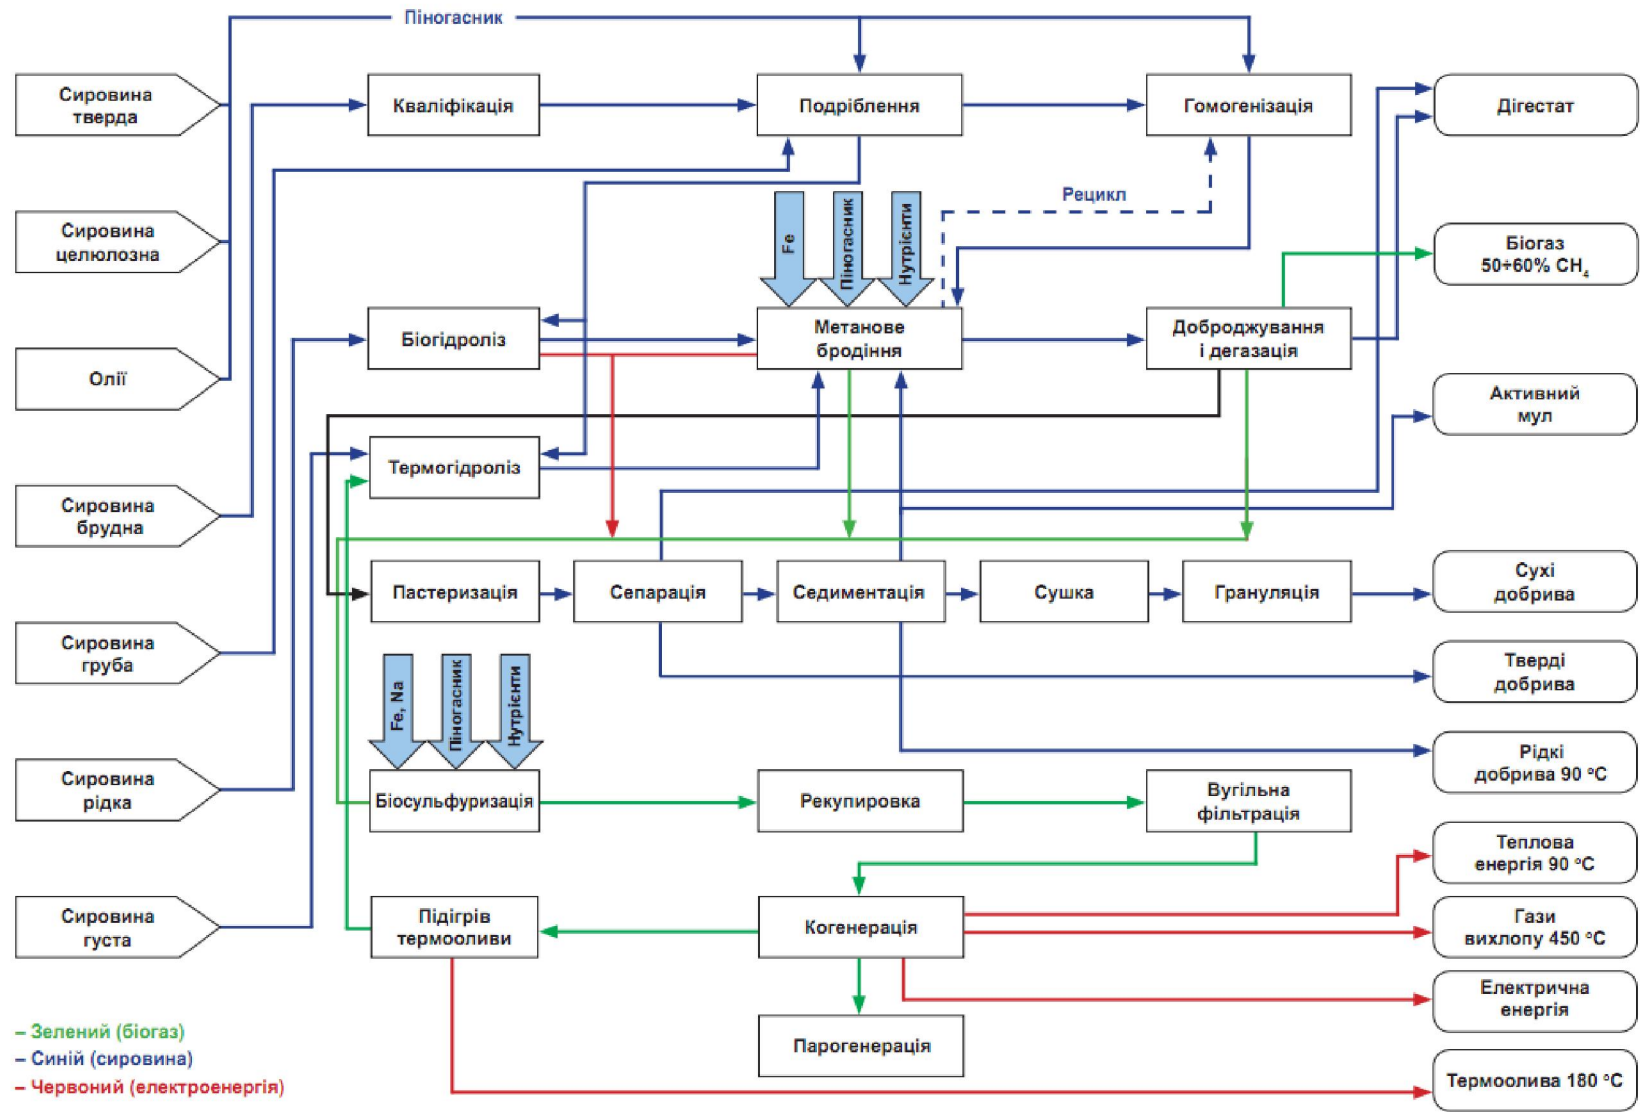 Піногасник
Сировина
тверда
Кваліфікація
Подріблення
Гомогенізація
Дігестат
Рецикл
Сировина
целюлозна
Fe
Піногасник
Нутрієнти
Біогаз
50÷60% CH₄
Олії
Біогідроліз
Метанове
бродіння
Доброджування
і дегазація
Активний
мул
Термогідроліз
Сировина
брудна
Пастеризація
Сепарація
Седиментація
Сушка
Грануляція
Сухі
добрива
Сировина
груба
Тверді
добрива
Fe, Na
Піногасник
Нутрієнти
Рідкі
добрива 90 °C
Сировина
рідка
Біосульфуризація
Рекупировка
Вугільна
фільтрація
Теплова
енергія 90 °C
Сировина
густа
Підігрів
термооливи
Когенерація
Гази
вихлопу 450 °C
Електрична
енергія
Парогенерація
Термоолива 180 °C
– Зелений (біогаз)
– Синій (сировина)
– Червоний (електроенергія)